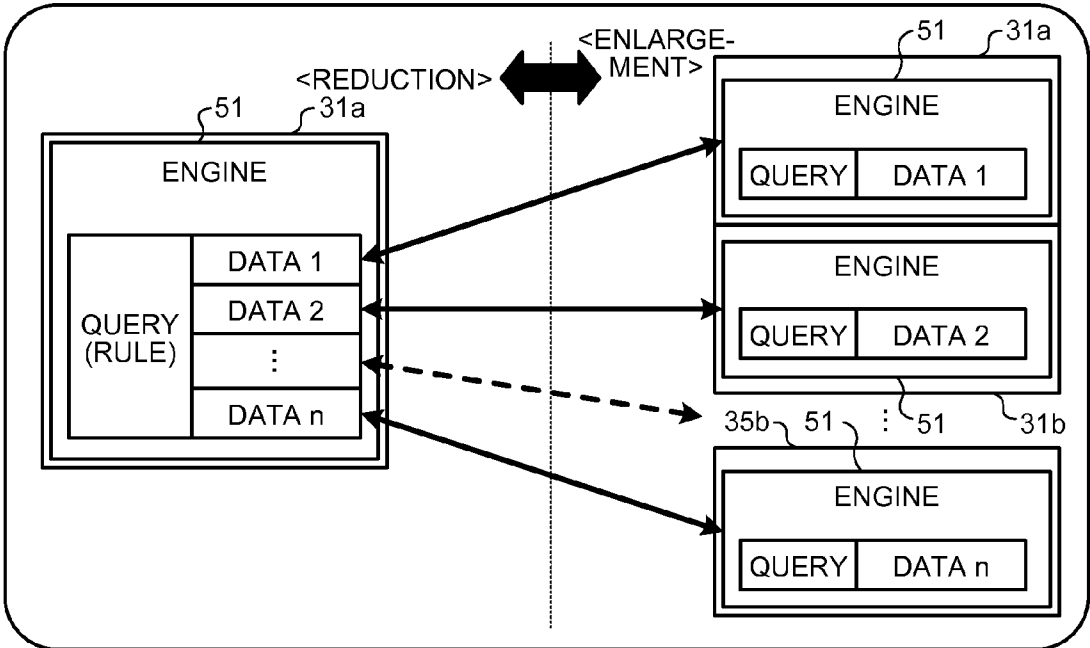 <REDUCTION>
<ENLARGE-
MENT>
51
31a
ENGINE
QUERY
(RULE)
DATA 1
DATA 2
⋮
DATA n
51
31a
ENGINE
QUERY
DATA 1
ENGINE
QUERY
DATA 2
51
31b
⋮
35b
51
ENGINE
QUERY
DATA n